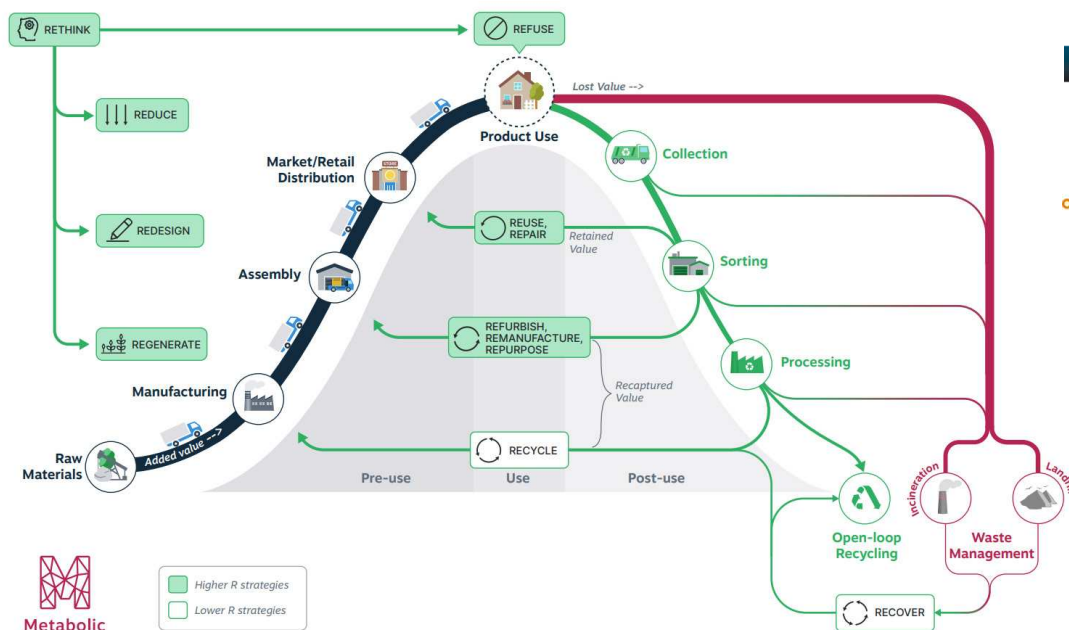 RETHINK
REFUSE
Lost Value -->
REDUCE
Product Use
Collection
Market/Retail
Distribution
REUSE,
REPAIR
Retained
Value
REDESIGN
Sorting
Assembly
REFURBISH,
REMANUFACTURE,
REPURPOSE
REGENERATE
Processing
Recaptured
Value
Manufacturing
Added value -->
RECYCLE
Raw
Materials
Pre-use
Use
Post-use
Incineration
Open-loop
Recycling
Waste
Management
Higher R strategies
Lower R strategies
RECOVER
Metabolic